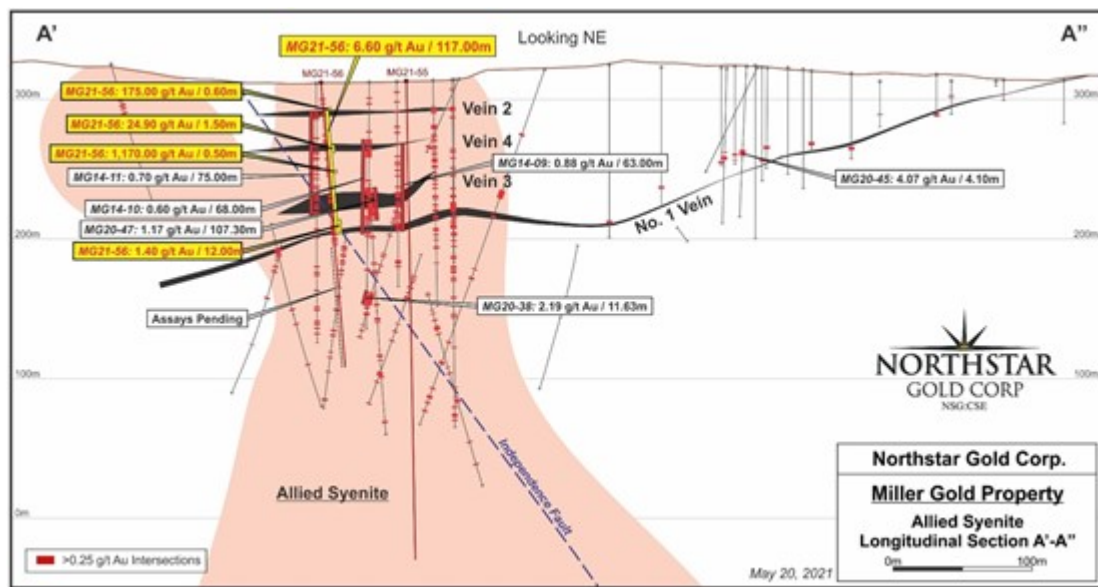 A’
Looking NE
A”
MG21-56: 6.60 g/t Au / 117.00m
MG21-56
MG21-55
MG21-56: 175.00 g/t Au / 0.60m
300m
300m
Vein 2
MG21-56: 24.90 g/t Au / 1.50m
Vein 4
MG21-56: 1,170.00 g/t Au / 0.50m
MG14-09: 0.88 g/t Au / 63.00m
MG14-11: 0.70 g/t Au / 75.00m
Vein 3
MG20-45: 4.07 g/t Au / 4.10m
MG14-10: 0.60 g/t Au / 68.00m
No. 1 Vein
MG20-47: 1.17 g/t Au / 107.30m
200m
200m
MG21-56: 1.40 g/t Au / 12.00m
MG20-38: 2.19 g/t Au / 11.63m
Assays Pending
NORTHSTAR
GOLD CORP
NSG:CSE
100m
100m
Independence Fault
Northstar Gold Corp.
Miller Gold Property
Allied Syenite
Allied Syenite
Longitudinal Section A’-A”
0m
0m
100m
>0.25 g/t Au Intersections
May 20, 2021